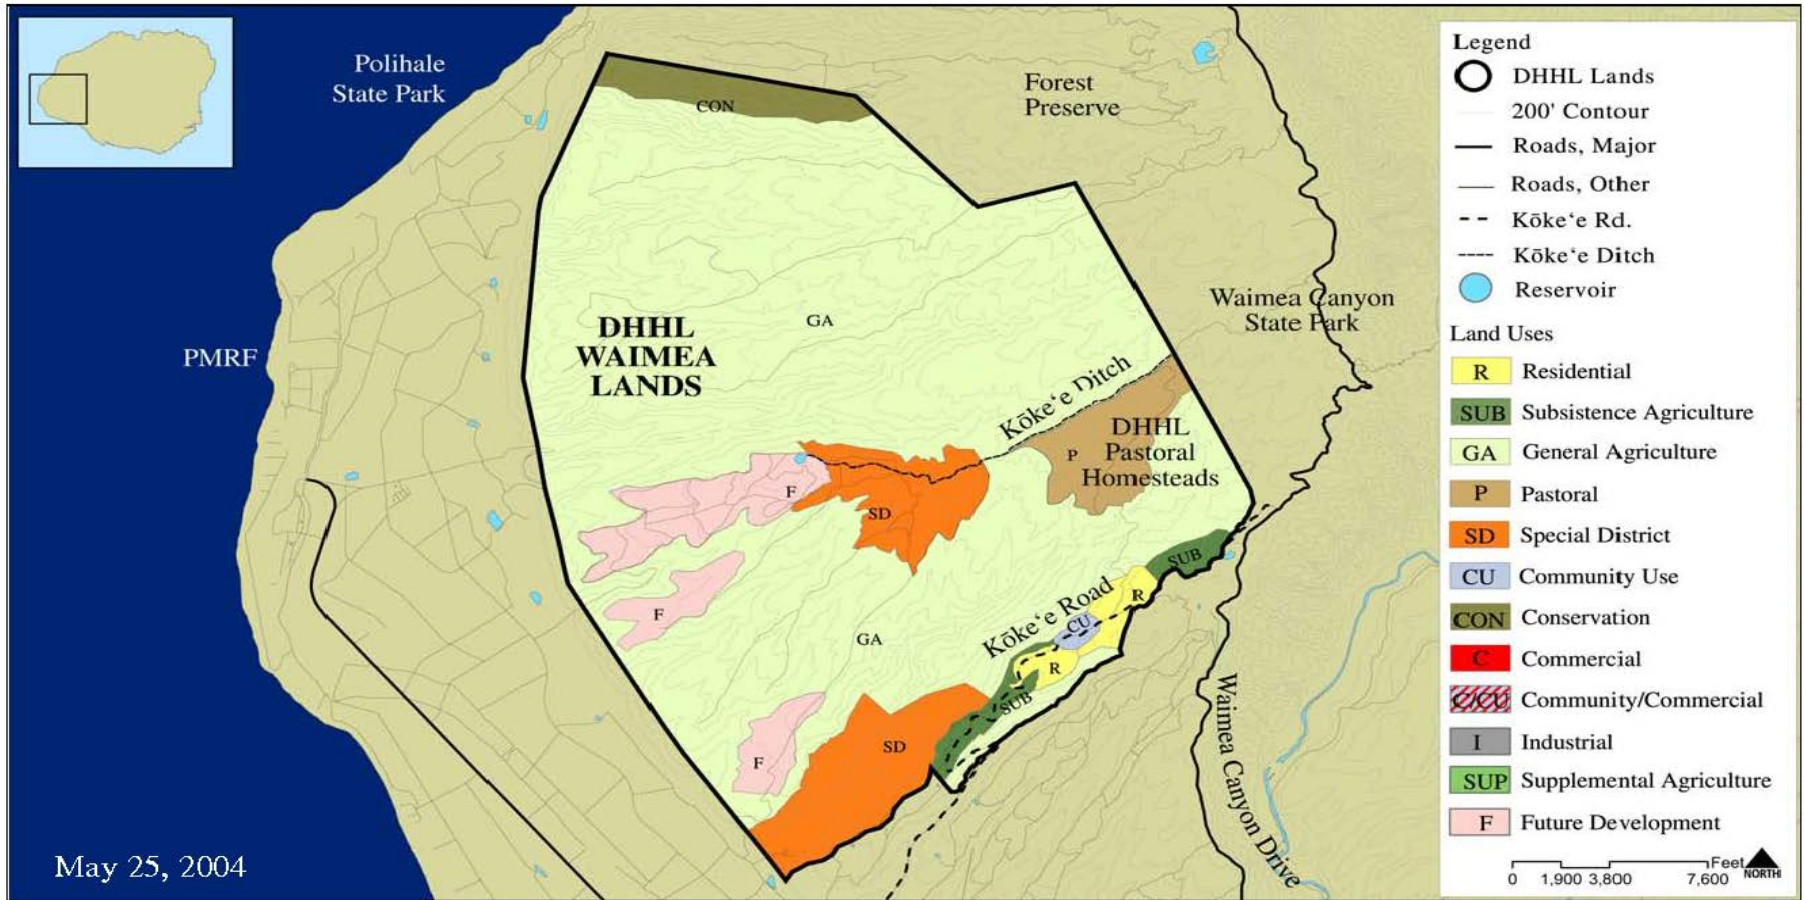 Polihale
State Park
Forest
Preserve
CON
DHHL
WAIMEA
LANDS
GA
PMRF
Waimea Canyon
State Park
Kōke‘e Ditch
DHHL
Pastoral
Homesteads
P
F
SD
F
GA
Kōke‘e Road
SUB
R
CU
R
SUB
SD
F
Waimea Canyon Drive
May 25, 2004
Legend
DHHL Lands
200' Contour
Roads, Major
Roads, Other
Kōke‘e Rd.
Kōke‘e Ditch
Reservoir
Land Uses
R Residential
SUB Subsistence Agriculture
GA General Agriculture
P Pastoral
SD Special District
CU Community Use
CON Conservation
C Commercial
C/CU Community/Commercial
I Industrial
SUP Supplemental Agriculture
F Future Development
Feet
0 1,900 3,800 7,600
NORTH